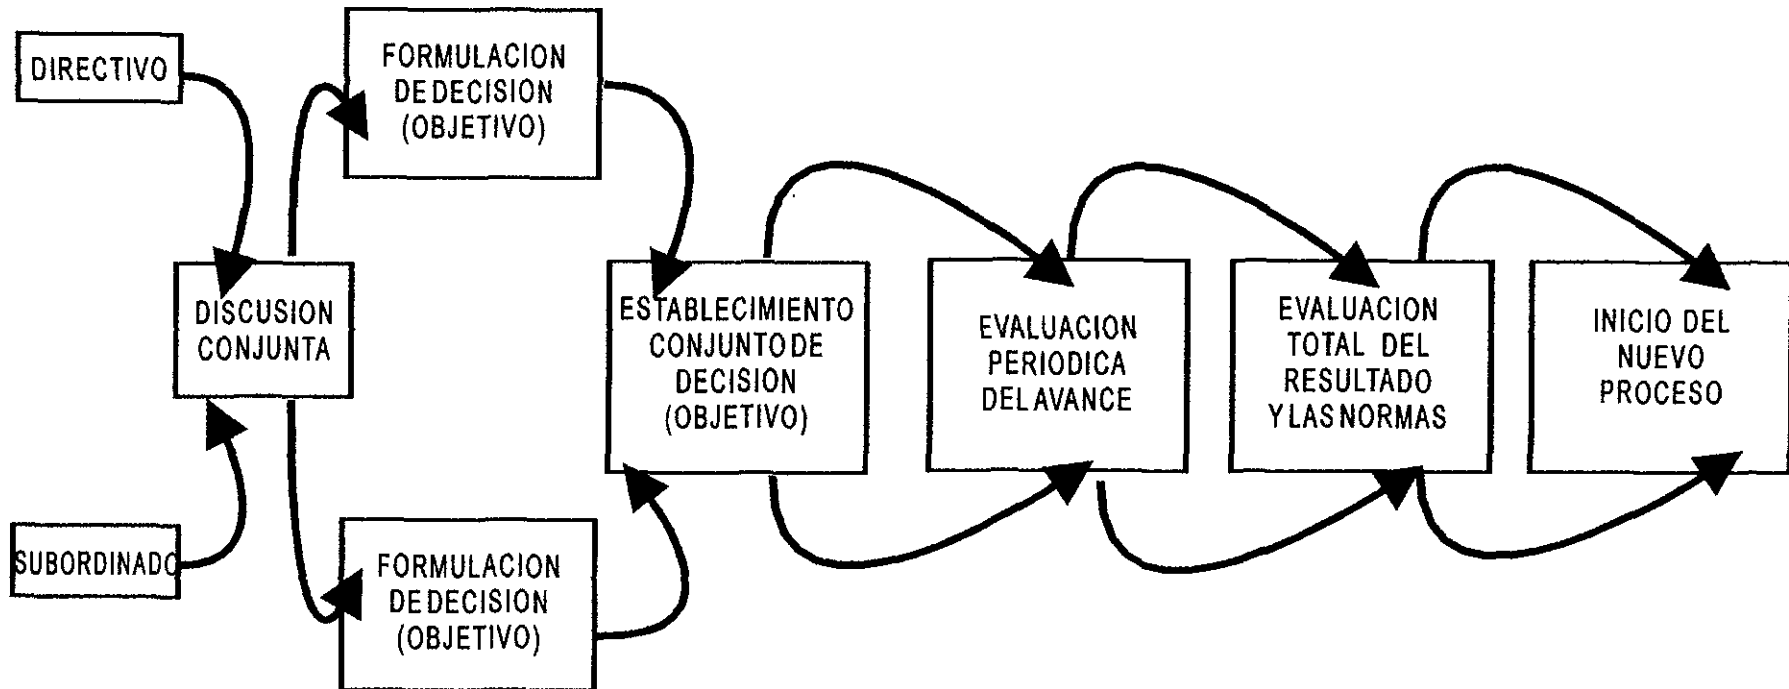 DIRECTIVO
FORMULACION
DE DECISION
(OBJETIVO)
DISCUSION
CONJUNTA
SUBORDINADO
FORMULACION
DE DECISION
(OBJETIVO)
ESTABLECIMIENTO
CONJUNTO DE
DECISION
(OBJETIVO)
EVALUACION
PERIODICA
DEL AVANCE
EVALUACION
TOTAL DEL
RESULTADO
Y LAS NORMAS
INICIO DEL
NUEVO
PROCESO